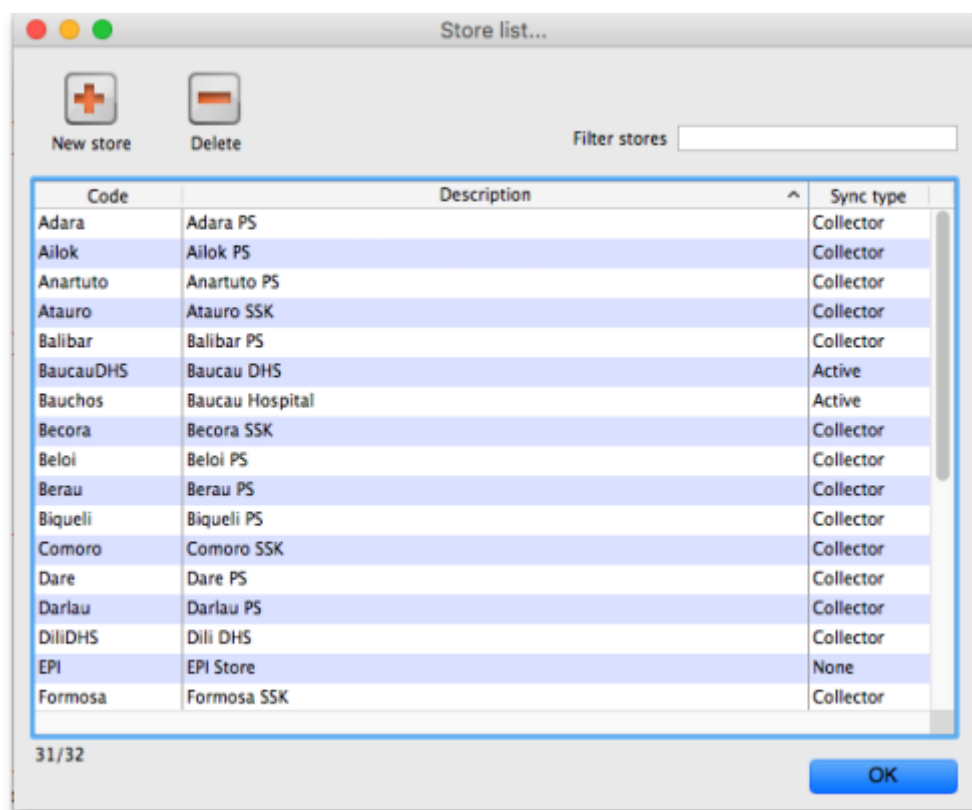 Store list...
New store Delete Filter stores
Code Description Sync type
Adara Adara PS Collector
Ailok Ailok PS Collector
Anartuto Anartuto PS Collector
Atauro Atauro SSK Collector
Balibar Balibar PS Collector
BaucauDHS Baucau DHS Active
Bauchos Baucau Hospital Active
Becora Becora SSK Collector
Beloi Beloi PS Collector
Berau Berau PS Collector
Biqueli Biqueli PS Collector
Comoro Comoro SSK Collector
Dare Dare PS Collector
Darlau Darlau PS Collector
DiliDHS Dili DHS Collector
EPI EPI Store None
Formosa Formosa SSK Collector
31/32
OK